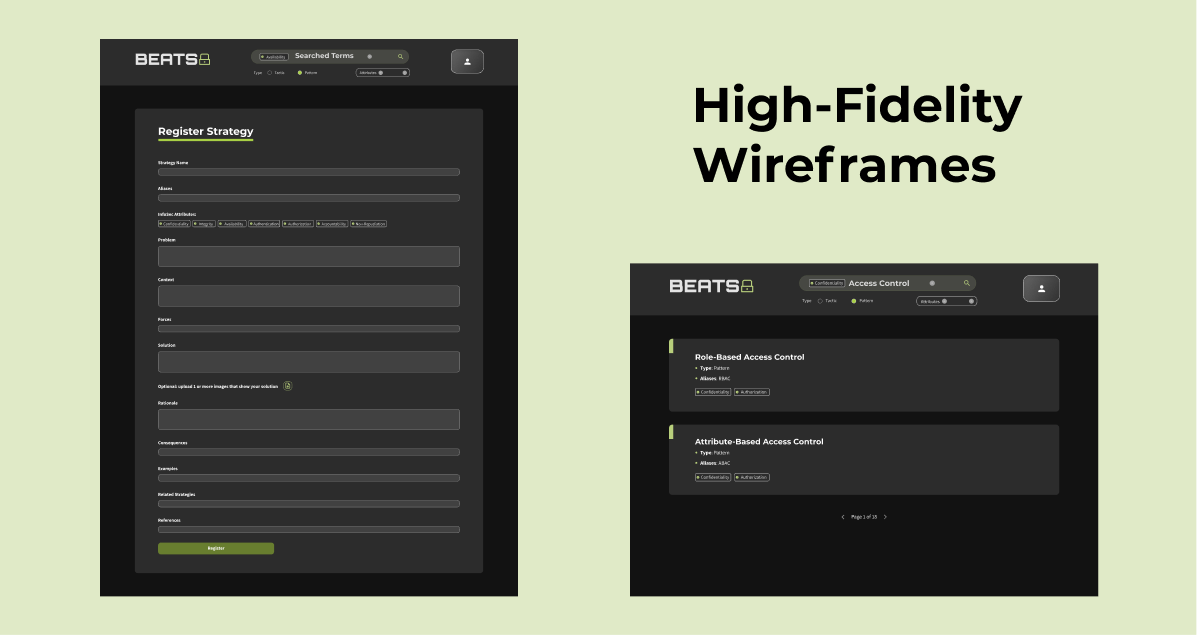 BEATS
Availability Searched Terms
Type Tactic Pattern Attributes
Register Strategy
Strategy Name
Aliases
InfoSec Attributes:
Confidentiality Integrity Availability Authentication Authorization Accountability Non-Repudiation
Problem
Context
Forces
Solution
Optional: upload 1 or more images that show your solution
Rationale
Consequences
Examples
Related Strategies
References
Register
High-Fidelity
Wireframes
BEATS
Confidentiality Access Control
Type Tactic Pattern Attributes
Role-Based Access Control
Type: Pattern
Aliases: RBAC
Confidentiality Authorization
Attribute-Based Access Control
Type: Pattern
Aliases: ABAC
Confidentiality Authorization
Page 1 of 18